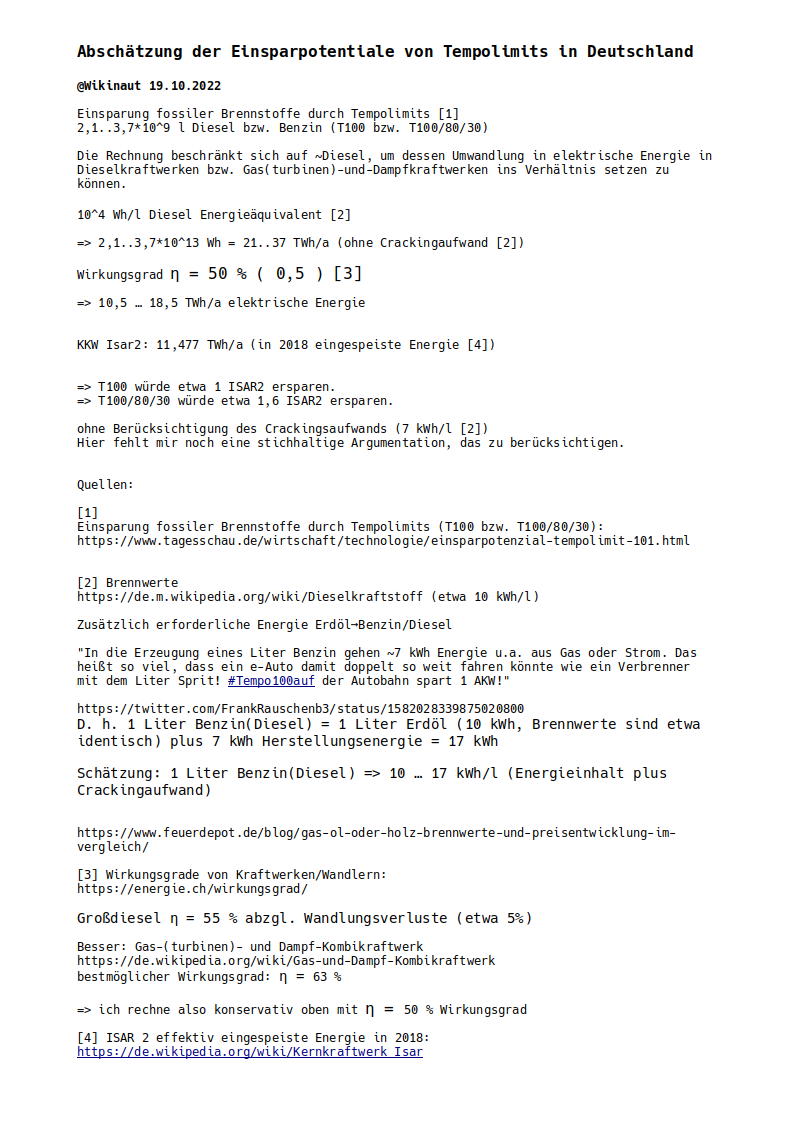 Abschätzung der Einsparpotentiale von Tempolimits in Deutschland
@Wikinaut 19.10.2022
Einsparung fossiler Brennstoffe durch Tempolimits [1]
2,1..3,7*10^9 l Diesel bzw. Benzin (T100 bzw. T100/80/30)
Die Rechnung beschränkt sich auf ~Diesel, um dessen Umwandlung in elektrische Energie in
Dieselkraftwerken bzw. Gas(turbinen)-und-Dampfkraftwerken ins Verhältnis setzen zu
können.
10^4 Wh/l Diesel Energieäquivalent [2]
=> 2,1..3,7*10^13 Wh = 21..37 TWh/a (ohne Crackingaufwand [2])
Wirkungsgrad η = 50 % ( 0,5 ) [3]
=> 10,5 … 18,5 TWh/a elektrische Energie
KKW Isar2: 11,477 TWh/a (in 2018 eingespeiste Energie [4])
=> T100 würde etwa 1 ISAR2 ersparen.
=> T100/80/30 würde etwa 1,6 ISAR2 ersparen.
ohne Berücksichtigung des Crackingsaufwands (7 kWh/l [2])
Hier fehlt mir noch eine stichhaltige Argumentation, das zu berücksichtigen.
Quellen:
[1]
Einsparung fossiler Brennstoffe durch Tempolimits (T100 bzw. T100/80/30):
https://www.tagesschau.de/wirtschaft/technologie/einsparpotenzial-tempolimit-101.html
[2] Brennwerte
https://de.m.wikipedia.org/wiki/Dieselkraftstoff (etwa 10 kWh/l)
Zusätzlich erforderliche Energie Erdöl→Benzin/Diesel
"In die Erzeugung eines Liter Benzin gehen ~7 kWh Energie u.a. aus Gas oder Strom. Das
heißt so viel, dass ein e-Auto damit doppelt so weit fahren könnte wie ein Verbrenner
mit dem Liter Sprit! #Tempo100auf der Autobahn spart 1 AKW!"
https://twitter.com/FrankRauschenb3/status/1582028339875020800
D. h. 1 Liter Benzin(Diesel) = 1 Liter Erdöl (10 kWh, Brennwerte sind etwa
identisch) plus 7 kWh Herstellungsenergie = 17 kWh
Schätzung: 1 Liter Benzin(Diesel) => 10 … 17 kWh/l (Energieinhalt plus
Crackingaufwand)
https://www.feuerdepot.de/blog/gas-ol-oder-holz-brennwerte-und-preisentwicklung-im-
vergleich/
[3] Wirkungsgrade von Kraftwerken/Wandlern:
https://energie.ch/wirkungsgrad/
Großdiesel η = 55 % abzgl. Wandlungsverluste (etwa 5%)
Besser: Gas-(turbinen)- und Dampf-Kombikraftwerk
https://de.wikipedia.org/wiki/Gas-und-Dampf-Kombikraftwerk
bestmöglicher Wirkungsgrad: η = 63 %
=> ich rechne also konservativ oben mit η = 50 % Wirkungsgrad
[4] ISAR 2 effektiv eingespeiste Energie in 2018:
https://de.wikipedia.org/wiki/Kernkraftwerk_Isar